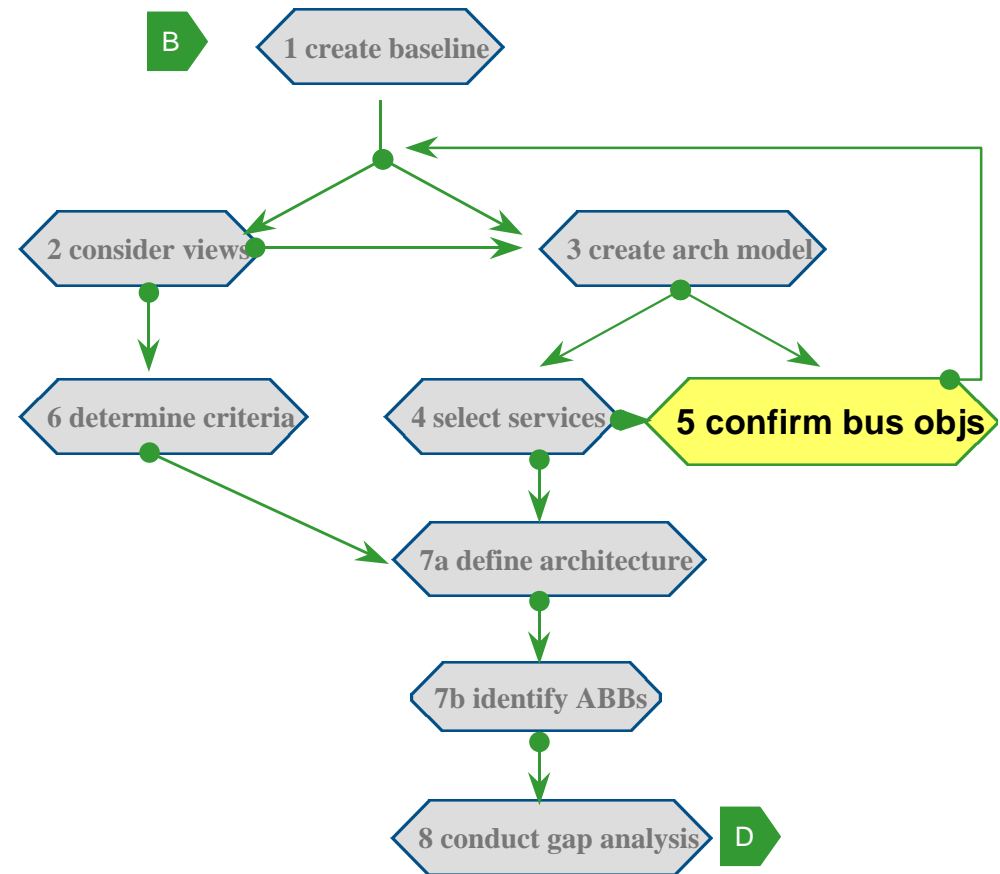 B
1 create baseline
2 consider views
3 create arch model
6 determine criteria
4 select services
5 confirm bus objs
7a define architecture
7b identify ABBs
8 conduct gap analysis
D